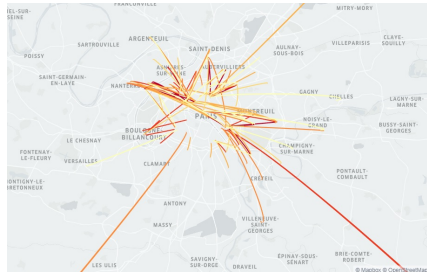 FRANCONVILLE
MITRY-MORY
IEL-SUR-
SEINE
SARTROUVILLE
ARGENTEUIL
SAINT-DENIS
AULNAY-
SOUS-BOIS
VILLEPARISIS
CLAYE-
SOUILLY
POISSY
SAINT-GERMAIN-
EN-LAYE
NANTERRE
ASNIÈRES-
SUR-SEINE
AUBERVILLIERS
GAGNY
CHELLES
LAGNY-SUR-
MARNE
PARIS
MONTREUIL
NOISY-LE-
GRAND
BUSSY-SAINT-
GEORGES
BOULOGNE-
BILLANCOURT
LE CHESNAY
FONTENAY-
LE-FLEURY
VERSAILLES
CLAMART
CHAMPIGNY-
SUR-MARNE
PONTAULT-
COMBAULT
MONTIGNY-LE-
BRETONNEUX
CRÉTEIL
ANTONY
MASSY
VILLENEUVE-
SAINT-
GEORGES
LES ULIS
SAVIGNY-
SUR-ORGE
DRAVEIL
ÉPINAY-SOUS-
SÉNART
BRIE-COMTE-
ROBERT
© Mapbox © OpenStreetMap